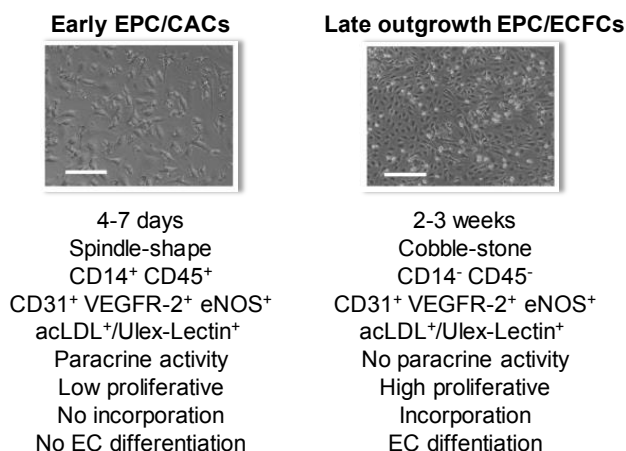 Early EPC/CACs
4-7 days
Spindle-shape
CD14⁺ CD45⁺
CD31⁺ VEGFR-2⁺ eNOS⁺
acLDL⁺/Ulex-Lectin⁺
Paracrine activity
Low proliferative
No incorporation
No EC differentiation
Late outgrowth EPC/ECFCs
2-3 weeks
Cobble-stone
CD14⁻ CD45⁻
CD31⁺ VEGFR-2⁺ eNOS⁺
acLDL⁺/Ulex-Lectin⁺
No paracrine activity
High proliferative
Incorporation
EC diffentiation